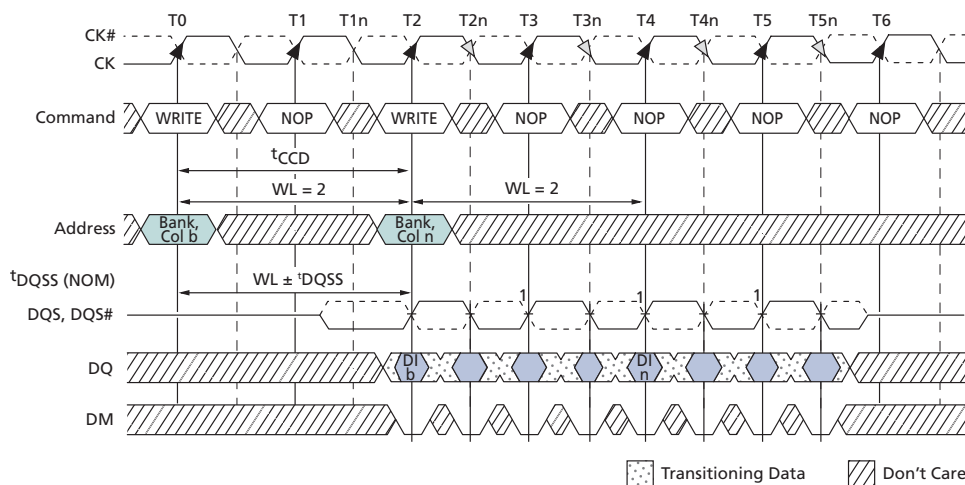 T0 T1 T1n T2 T2n T3 T3n T4 T4n T5 T5n T6
CK#
CK
Command WRITE NOP WRITE NOP NOP NOP NOP
tCCD
WL = 2 WL = 2
Address Bank, Col b Bank, Col n
tDQSS (NOM) WL ± tDQSS
DQS, DQS# 1 1 1
DQ DI b DI n
DM
Transitioning Data Don't Care